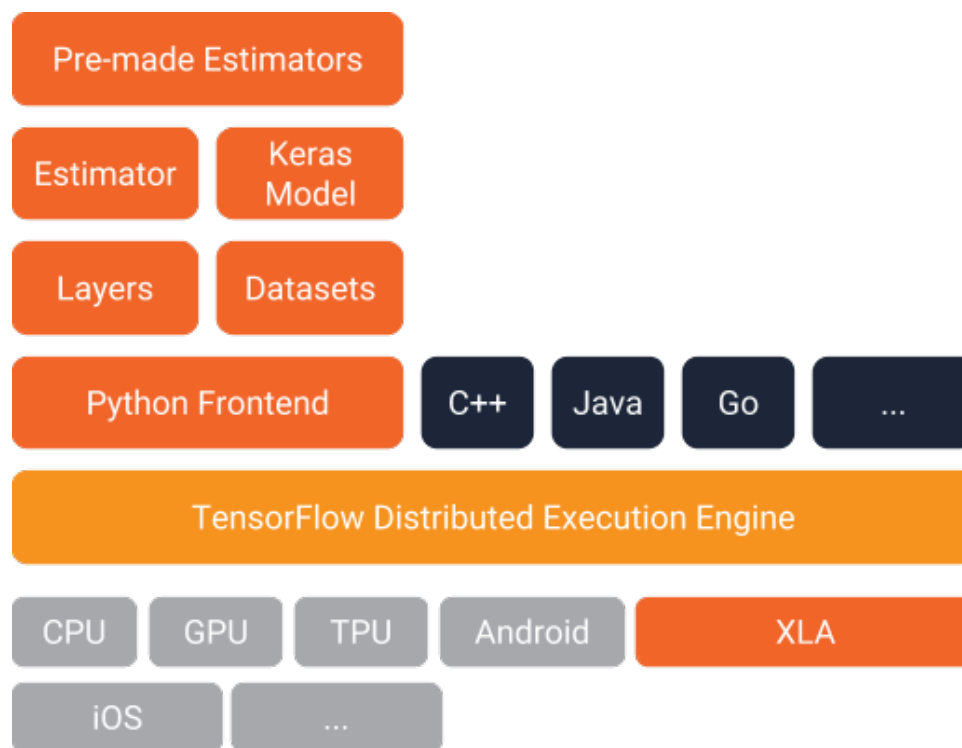 Pre-made Estimators
Estimator
Keras
Model
Layers
Datasets
Python Frontend
C++
Java
Go
...
TensorFlow Distributed Execution Engine
CPU
GPU
TPU
Android
XLA
iOS
...